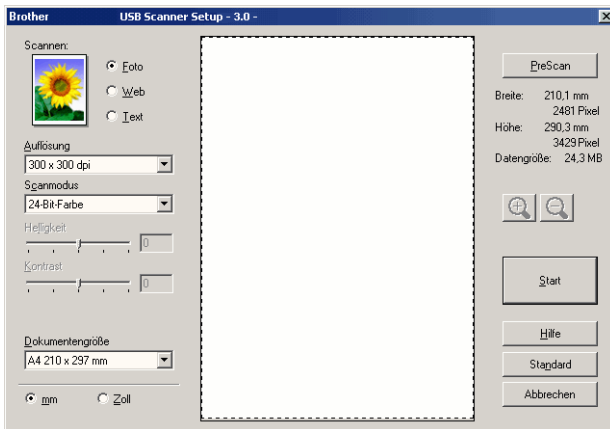 Brother USB Scanner Setup - 3.0 -
Scannen:
Foto
Web
Text
Auflösung
300 x 300 dpi
Scanmodus
24-Bit-Farbe
Helligkeit
0
Kontrast
0
Dokumentengröße
A4 210 x 297 mm
mm Zoll
PreScan
Breite: 210,1 mm
2481 Pixel
Höhe: 290,3 mm
3429 Pixel
Datengröße: 24,3 MB
Start
Hilfe
Standard
Abbrechen